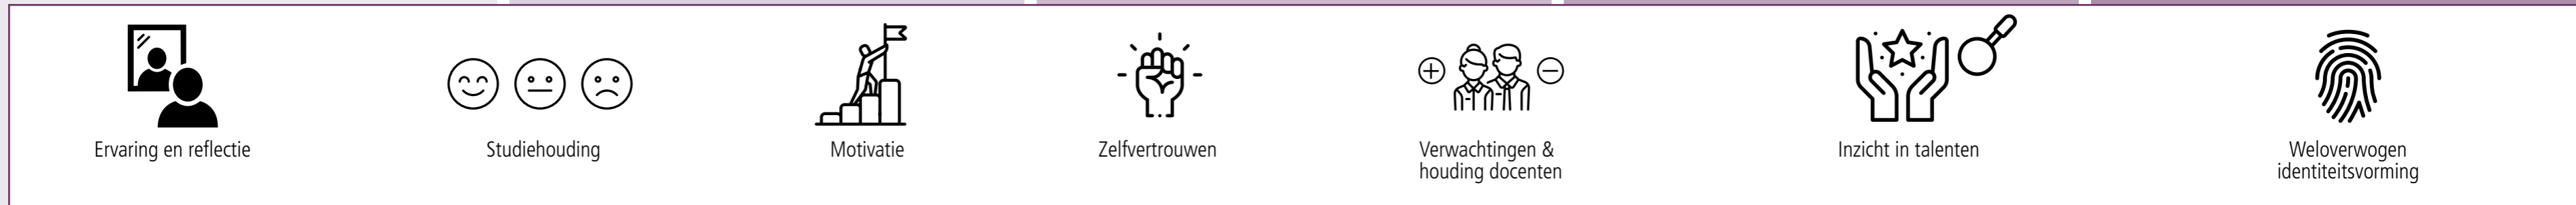 Ervaring en reflectie
Studiehouding
Motivatie
Zelfvertrouwen
Verwachtingen &
houding docenten
Inzicht in talenten
Weloverwogen
identiteitsvorming